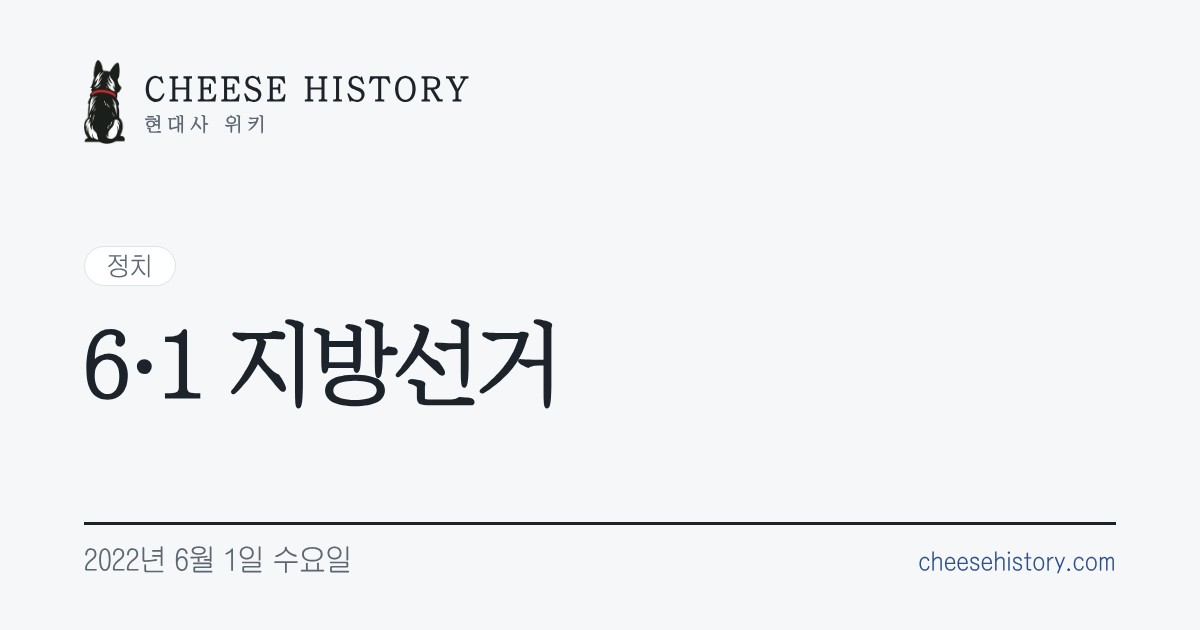 CHEESE HISTORY
현대사 위키
정치
6·1 지방선거
2022년 6월 1일 수요일
cheesehistory.com